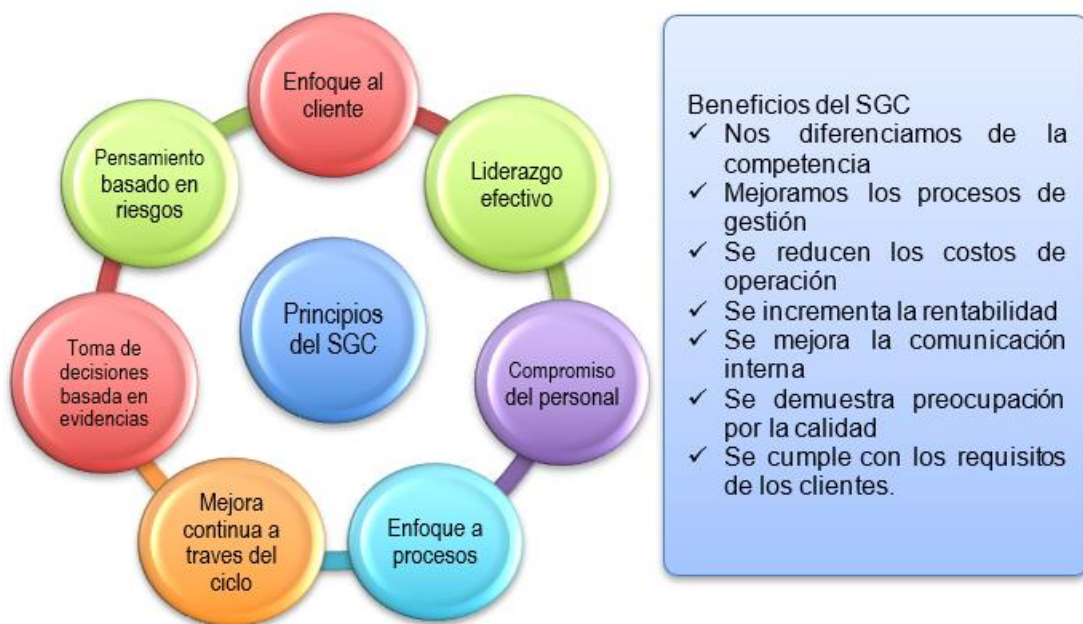 Enfoque al
cliente
Liderazgo
efectivo
Compromiso
del personal
Enfoque a
procesos
Mejora
continua a
traves del
ciclo
Toma de
decisiones
basada en
evidencias
Pensamiento
basado en
riesgos
Principios
del SGC
Beneficios del SGC
✓ Nos diferenciamos de la
competencia
✓ Mejoramos los procesos de
gestión
✓ Se reducen los costos de
operación
✓ Se incrementa la rentabilidad
✓ Se mejora la comunicación
interna
✓ Se demuestra preocupación
por la calidad
✓ Se cumple con los requisitos
de los clientes.